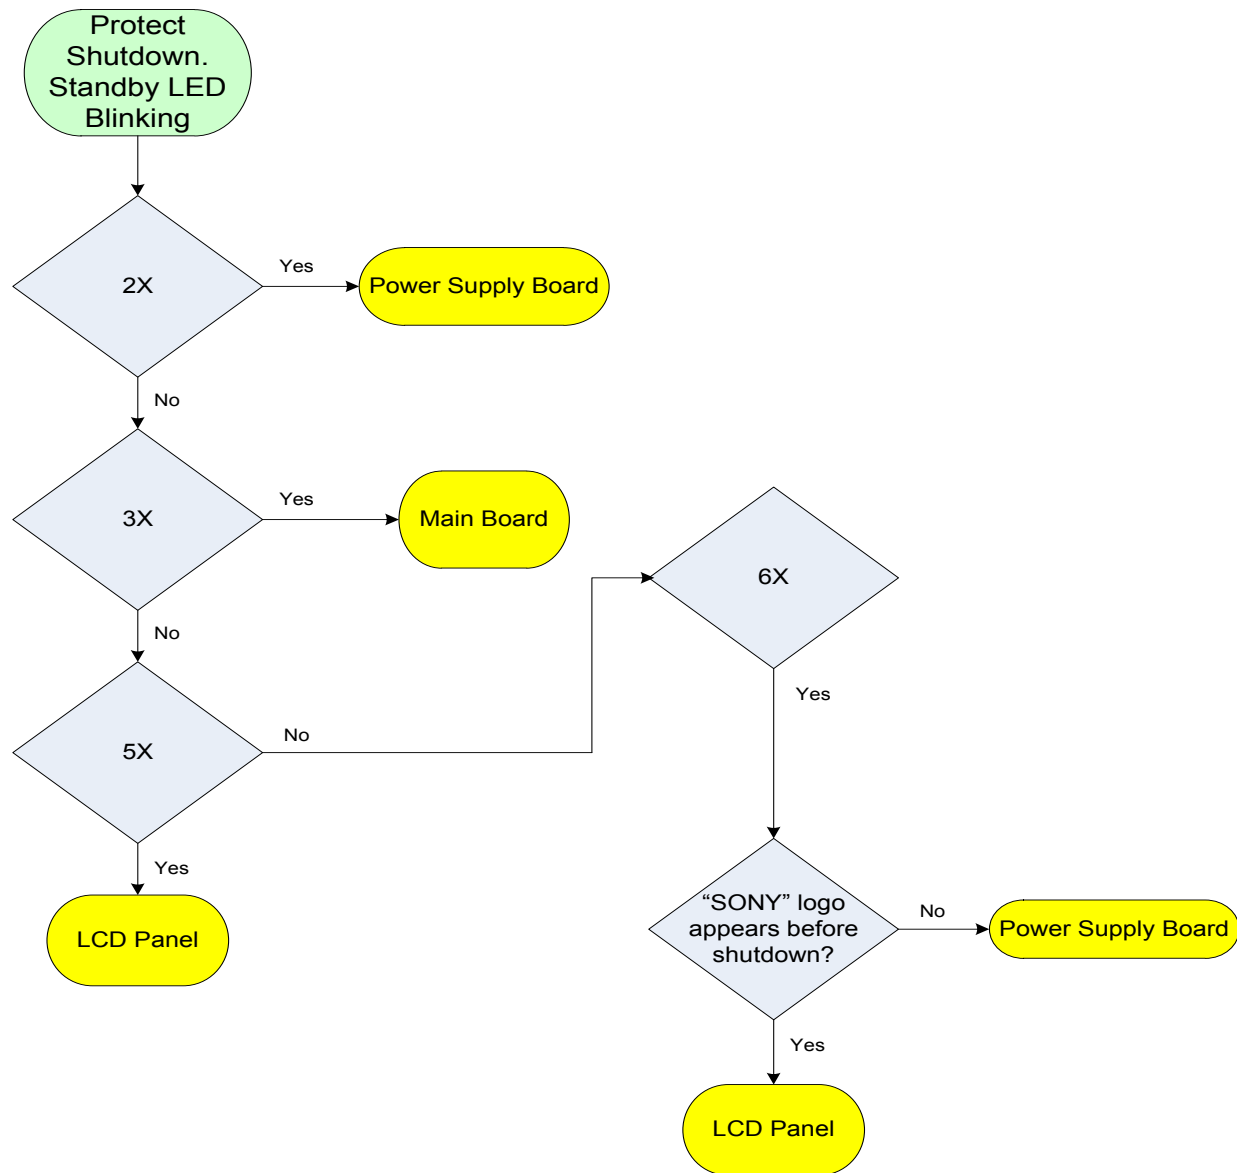 Protect
Shutdown.
Standby LED
Blinking
2X
Yes
Power Supply Board
No
3X
Yes
Main Board
No
5X
No
Yes
LCD Panel
6X
Yes
“SONY” logo
appears before
shutdown?
No
Power Supply Board
Yes
LCD Panel